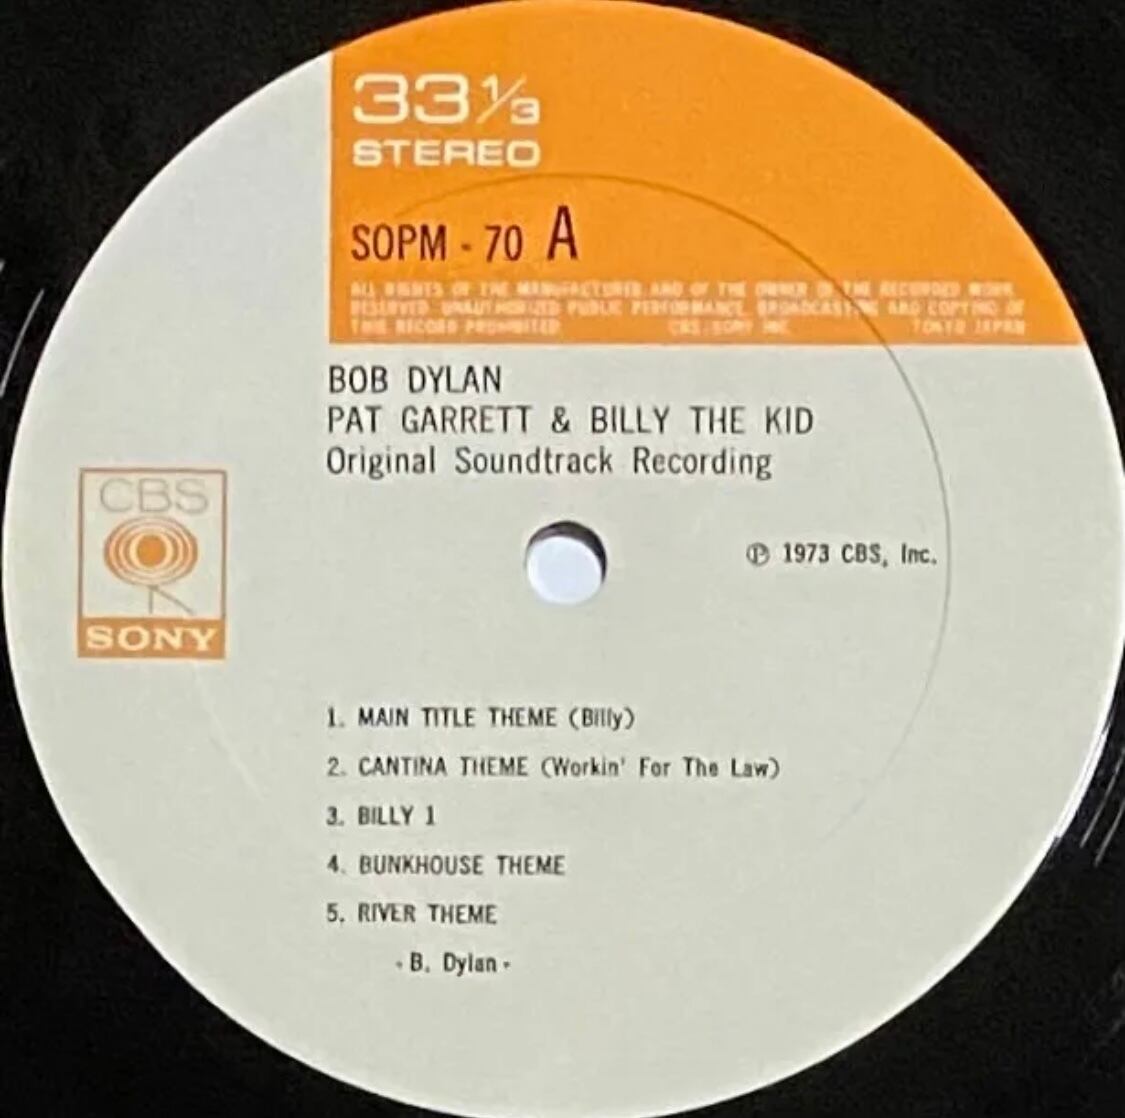 33 1/3
STEREO
SOPM - 70 A
ALL RIGHTS OF THE MANUFACTURER AND OF THE OWNER OF THE RECORDED WORK
RESERVED UNAUTHORIZED PUBLIC PERFORMANCE BROADCASTING AND COPYING OF
THIS RECORD PROHIBITED CBS/SONY INC. TOKYO JAPAN
BOB DYLAN
PAT GARRETT & BILLY THE KID
Original Soundtrack Recording
CBS
SONY
℗ 1973 CBS, Inc.
1. MAIN TITLE THEME (Billy)
2. CANTINA THEME (Workin' For The Law)
3. BILLY 1
4. BUNKHOUSE THEME
5. RIVER THEME
- B. Dylan -